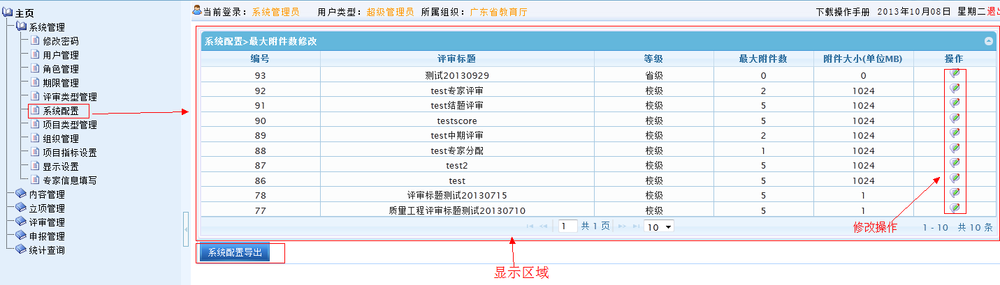 主页
系统管理
修改密码
用户管理
角色管理
期限管理
评审类型管理
系统配置
项目类型管理
组织管理
项目指标设置
显示设置
专家信息填写
内容管理
立项管理
评审管理
申报管理
统计查询
当前登录：系统管理员 用户类型：超级管理员 所属组织：广东省教育厅 下载操作手册 2013年10月08日 星期二 退出
系统配置>最大附件数修改
编号 评审标题 等级 最大附件数 附件大小(单位MB) 操作
93 测试20130929 省级 0 0
92 test专家评审 校级 2 1024
91 test结题评审 校级 5 1024
90 testscore 校级 5 1024
89 test中期评审 校级 2 1024
88 test专家分配 校级 1 1024
87 test2 校级 5 1024
86 test 校级 5 1024
78 评审标题测试20130715 校级 5 1
77 质量工程评审标题测试20130710 校级 5 1
1 共 1 页 10 修改操作 1 - 10 共 10 条
系统配置导出
显示区域